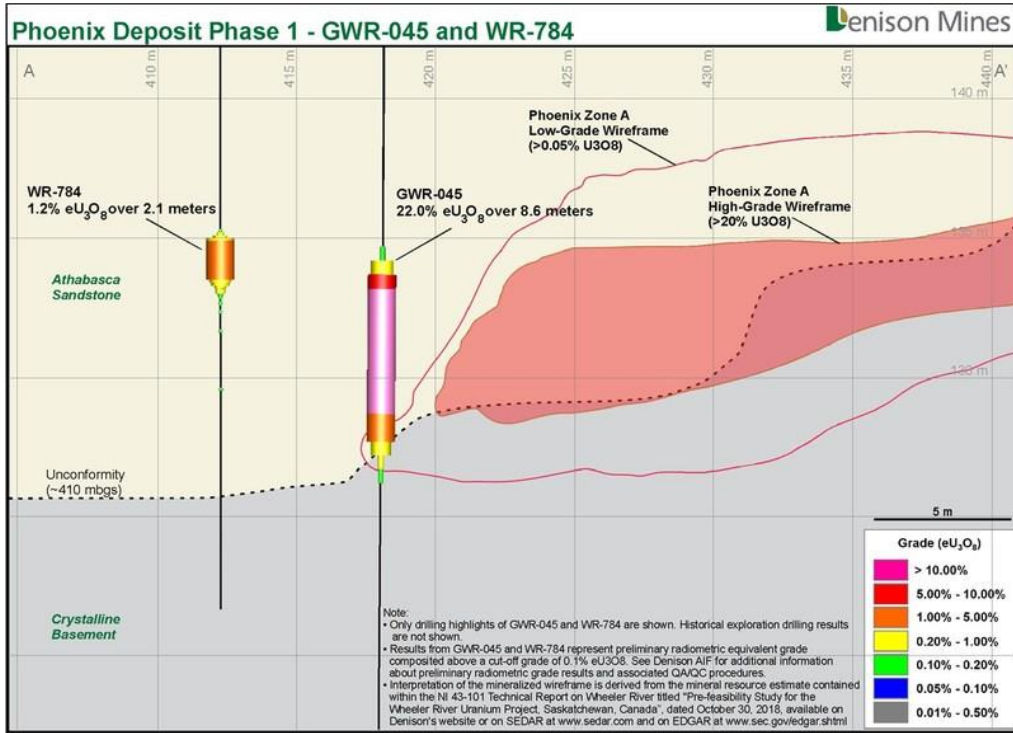 Phoenix Deposit Phase 1 - GWR-045 and WR-784
Denison Mines
A
410 m
415 m
420 m
425 m
430 m
435 m
440 m
A'
140 m
Phoenix Zone A
Low-Grade Wireframe
(>0.05% U3O8)
WR-784
1.2% eU3O8 over 2.1 meters
GWR-045
22.0% eU3O8 over 8.6 meters
Phoenix Zone A
High-Grade Wireframe
(>20% U3O8)
135 m
Athabasca
Sandstone
130 m
Unconformity
(~410 mbgs)
5 m
Grade (eU3O8)
> 10.00%
5.00% - 10.00%
1.00% - 5.00%
0.20% - 1.00%
0.10% - 0.20%
0.05% - 0.10%
0.01% - 0.50%
Crystalline
Basement
Note:
• Only drilling highlights of GWR-045 and WR-784 are shown. Historical exploration drilling results
are not shown.
• Results from GWR-045 and WR-784 represent preliminary radiometric equivalent grade
composited above a cut-off grade of 0.1% eU3O8. See Denison AIF for additional information
about preliminary radiometric grade results and associated QA/QC procedures.
• Interpretation of the mineralized wireframe is derived from the mineral resource estimate contained
within the NI 43-101 Technical Report on Wheeler River titled "Pre-feasibility Study for the
Wheeler River Uranium Project, Saskatchewan, Canada", dated October 30, 2018, available on
Denison's website or on SEDAR at www.sedar.com and on EDGAR at www.sec.gov/edgar.shtml